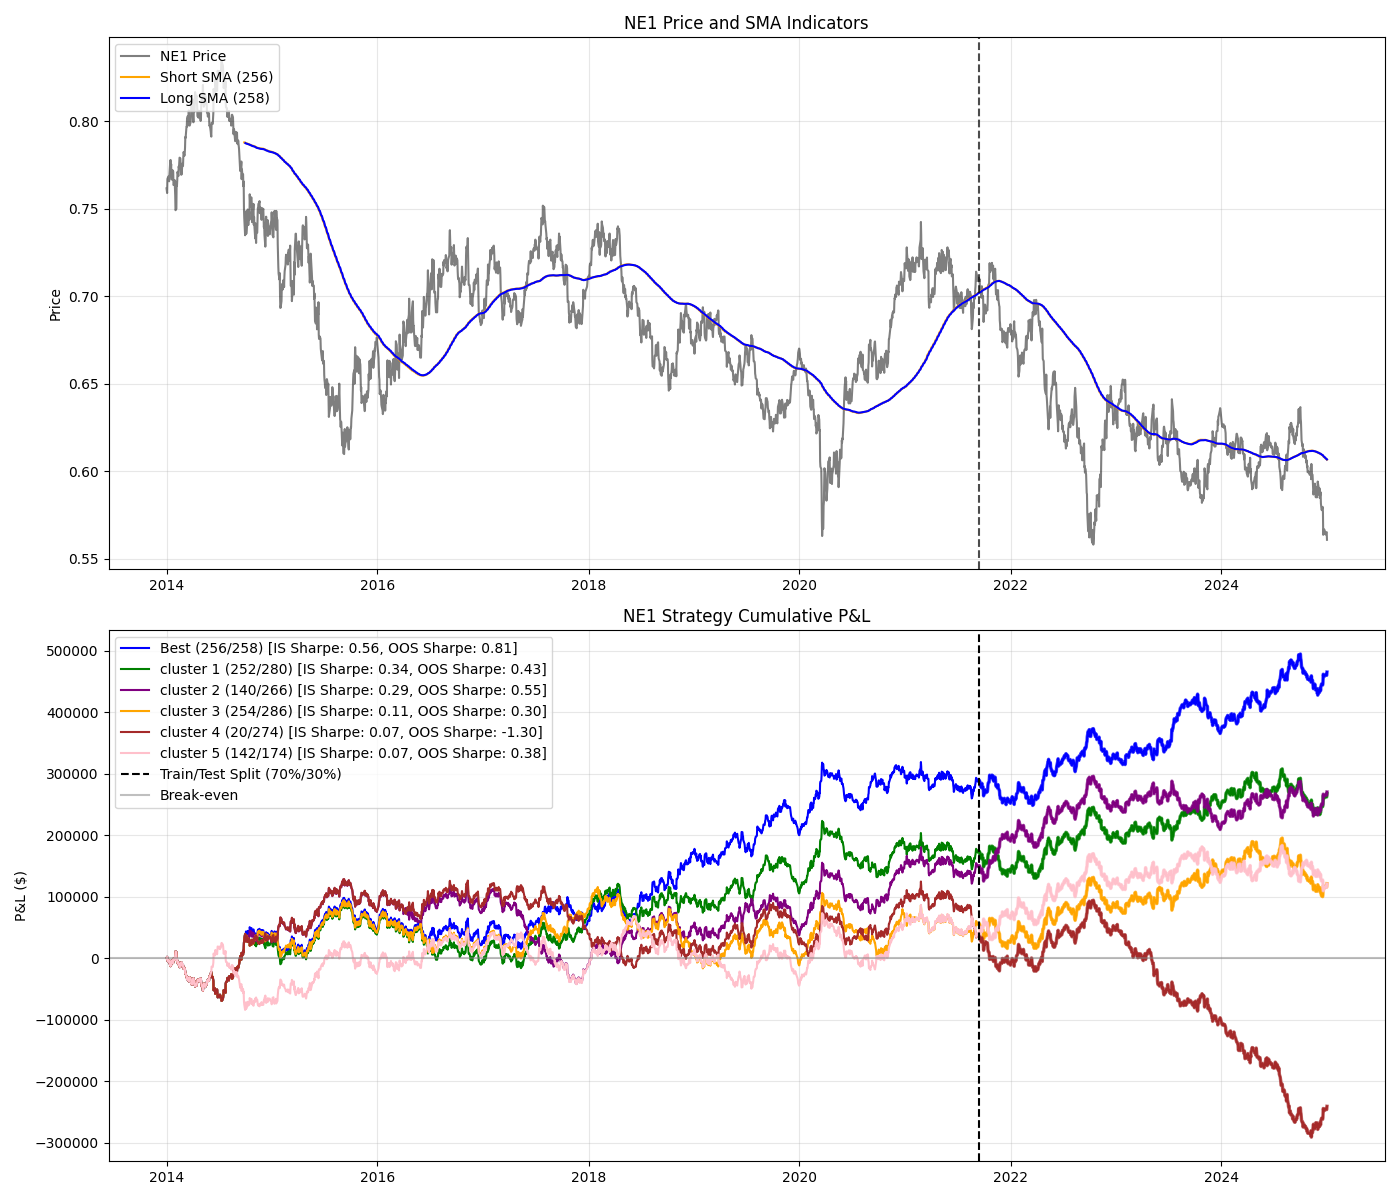 NE1 Price and SMA Indicators
NE1 Price
Short SMA (256)
Long SMA (258)
Price
0.80
0.75
0.70
0.65
0.60
0.55
2014 2016 2018 2020 2022 2024
NE1 Strategy Cumulative P&L
Best (256/258) [IS Sharpe: 0.56, OOS Sharpe: 0.81]
cluster 1 (252/280) [IS Sharpe: 0.34, OOS Sharpe: 0.43]
cluster 2 (140/266) [IS Sharpe: 0.29, OOS Sharpe: 0.55]
cluster 3 (254/286) [IS Sharpe: 0.11, OOS Sharpe: 0.30]
cluster 4 (20/274) [IS Sharpe: 0.07, OOS Sharpe: -1.30]
cluster 5 (142/174) [IS Sharpe: 0.07, OOS Sharpe: 0.38]
Train/Test Split (70%/30%)
Break-even
P&L ($)
500000
400000
300000
200000
100000
0
−100000
−200000
−300000
2014 2016 2018 2020 2022 2024